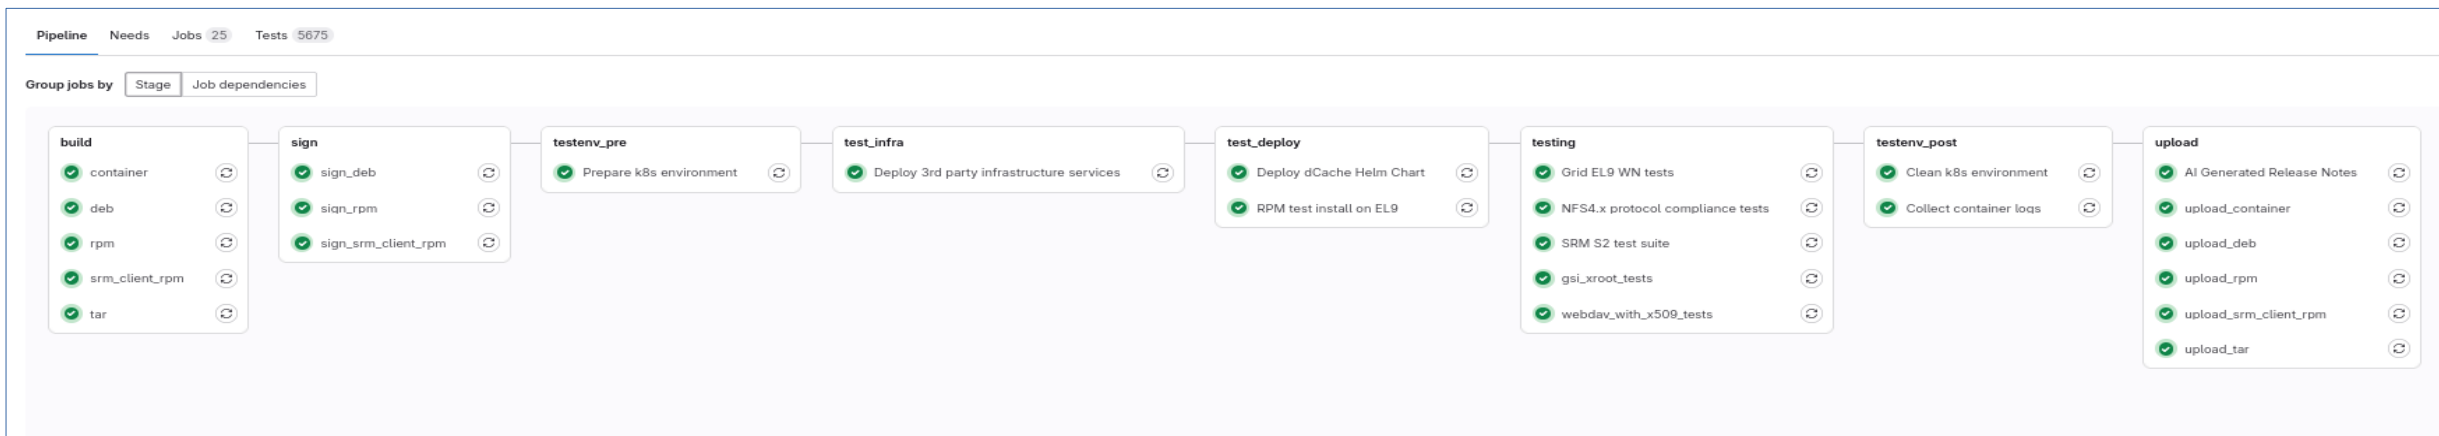 Pipeline Needs Jobs 25 Tests 5675
Group jobs by Stage Job dependencies
build
container
deb
rpm
srm_client_rpm
tar
sign
sign_deb
sign_rpm
sign_srm_client_rpm
testenv_pre
Prepare k8s environment
test_infra
Deploy 3rd party infrastructure services
test_deploy
Deploy dCache Helm Chart
RPM test install on EL9
testing
Grid EL9 WN tests
NFS4.x protocol compliance tests
SRM S2 test suite
gsi_xroot_tests
webdav_with_x509_tests
testenv_post
Clean k8s environment
Collect container logs
upload
AI Generated Release Notes
upload_container
upload_deb
upload_rpm
upload_srm_client_rpm
upload_tar